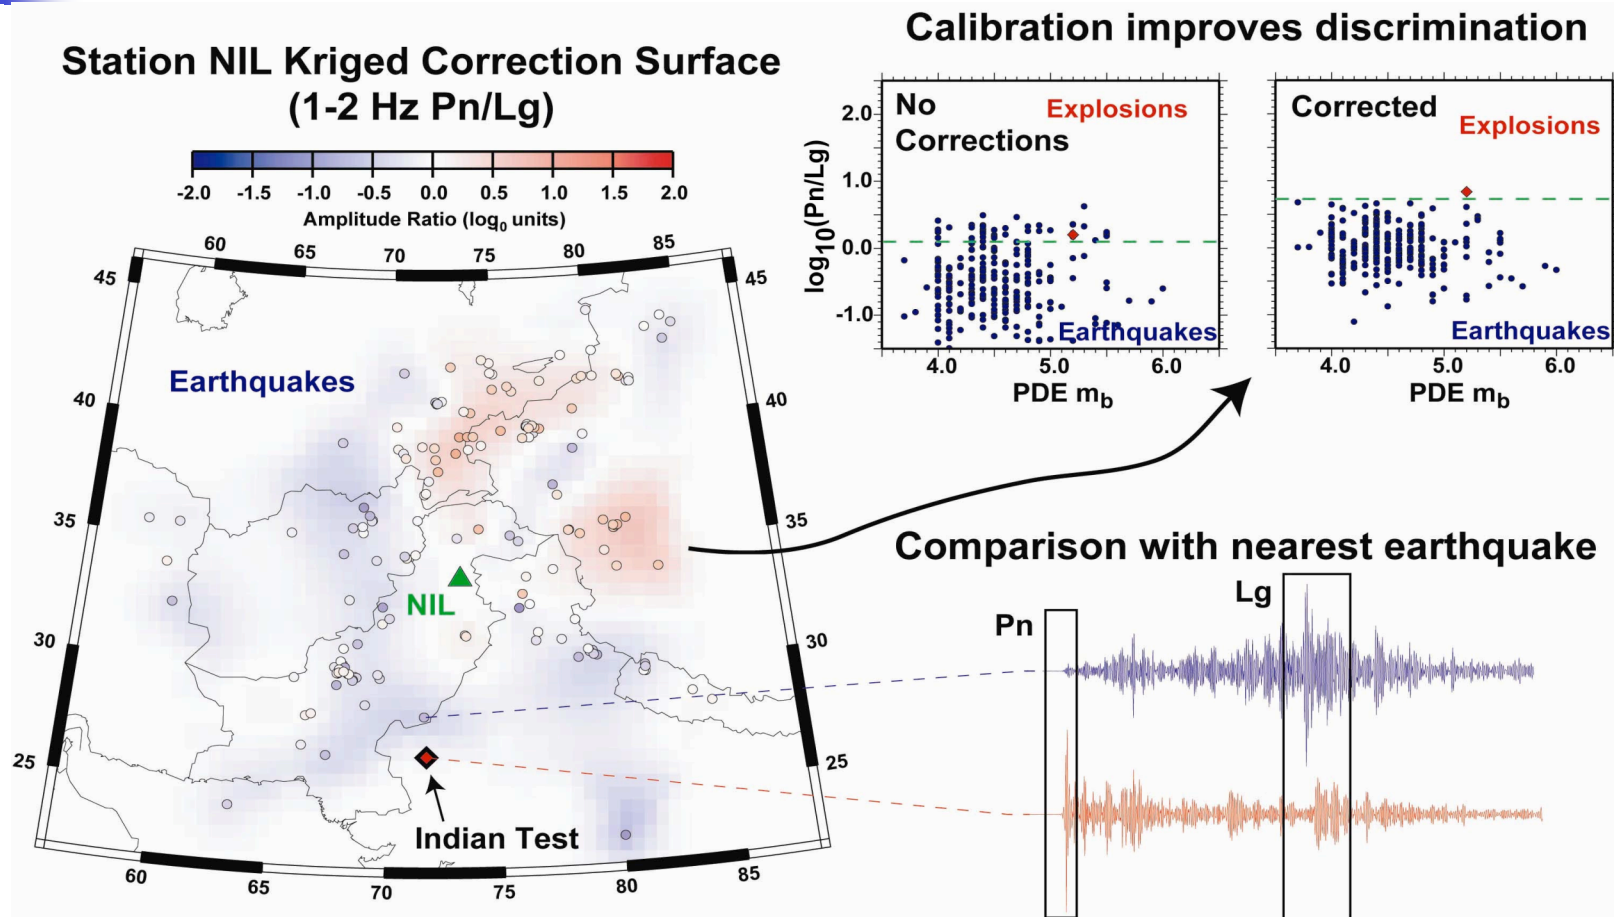 Station NIL Kriged Correction Surface
(1-2 Hz Pn/Lg)
-2.0 -1.5 -1.0 -0.5 0.0 0.5 1.0 1.5 2.0
Amplitude Ratio (log10 units)
60 65 70 75 80 85
45 45
40 40
35 35
30 30
25 25
60 65 70 75 80 85
Earthquakes
NIL
Indian Test
Calibration improves discrimination
No
Corrections
Explosions
Earthquakes
log10(Pn/Lg)
2.0
1.0
0.0
-1.0
4.0 5.0 6.0
PDE mb
Corrected
Explosions
Earthquakes
4.0 5.0 6.0
PDE mb
Comparison with nearest earthquake
Pn
Lg